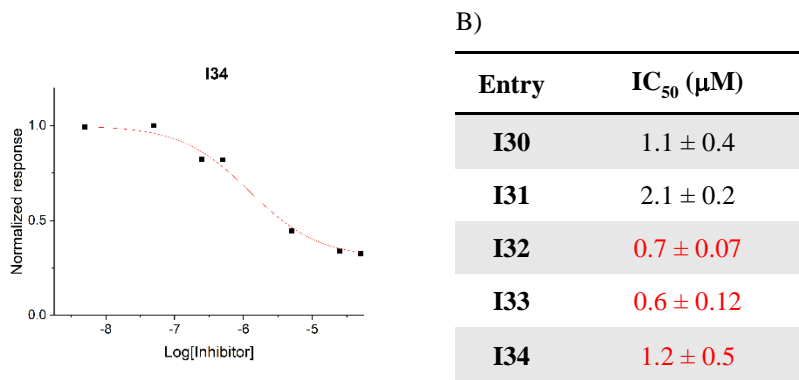 B)
I34
Normalized response
1.0
0.5
0.0
-8 -7 -6 -5
Log[Inhibitor]
Entry IC50 (μM)
I30 1.1 ± 0.4
I31 2.1 ± 0.2
I32 0.7 ± 0.07
I33 0.6 ± 0.12
I34 1.2 ± 0.5